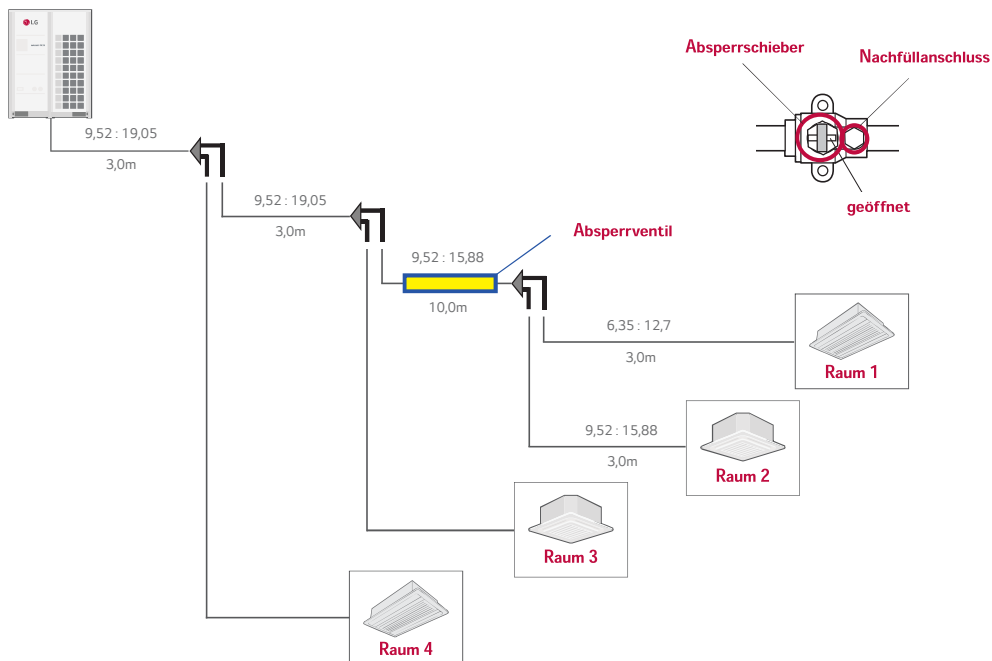 LG
Absperrschieber
Nachfüllanschluss
9,52 : 19,05
3,0m
geöffnet
9,52 : 19,05
3,0m
Absperrventil
9,52 : 15,88
10,0m
6,35 : 12,7
3,0m
Raum 1
9,52 : 15,88
3,0m
Raum 2
Raum 3
Raum 4